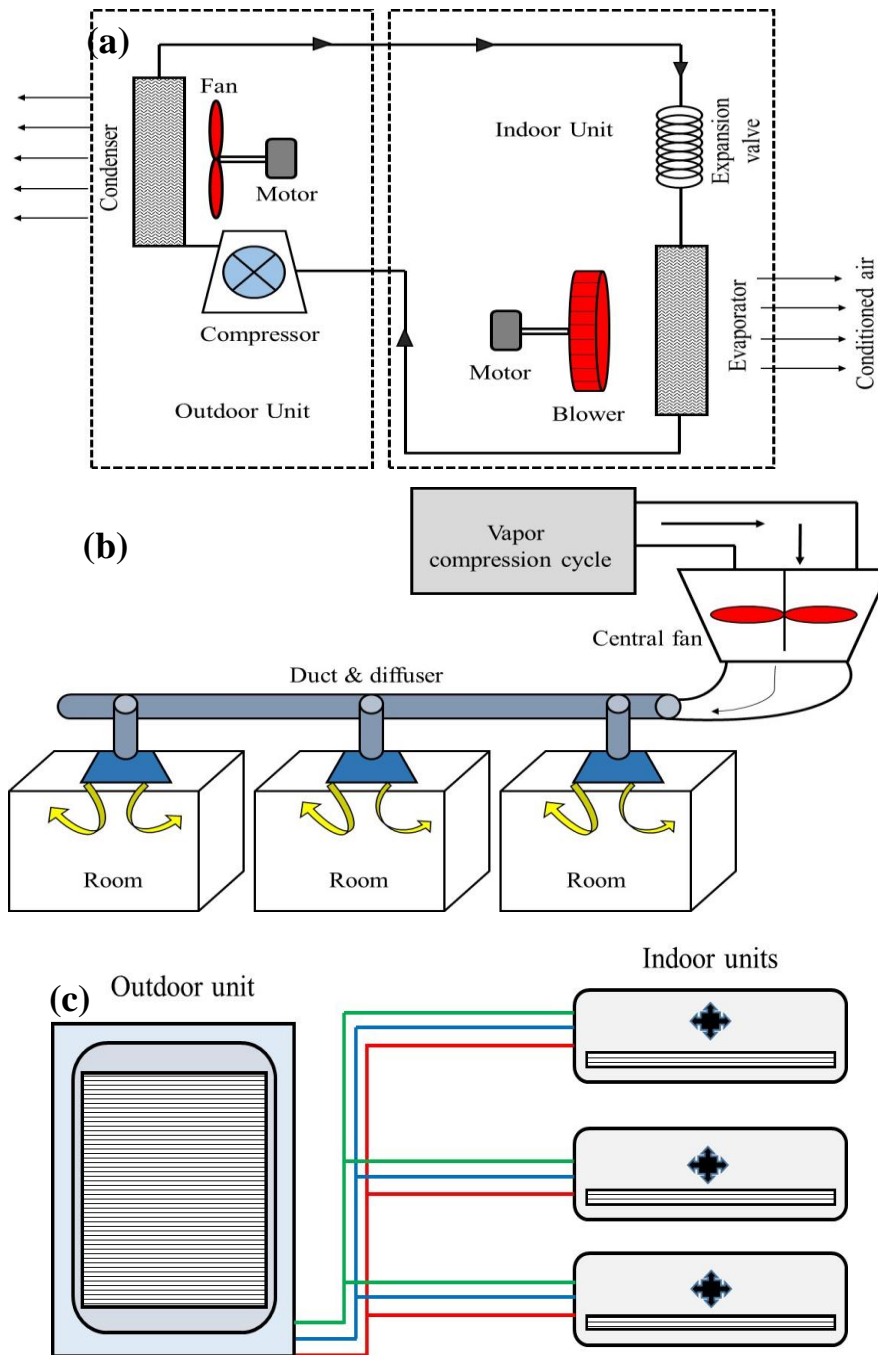 (a)
Fan
Condenser
Motor
Compressor
Outdoor Unit
Indoor Unit
Expansion
valve
Motor
Blower
Evaporator
Conditioned air
(b)
Vapor
compression cycle
Central fan
Duct & diffuser
Room
Room
Room
(c)
Outdoor unit
Indoor units